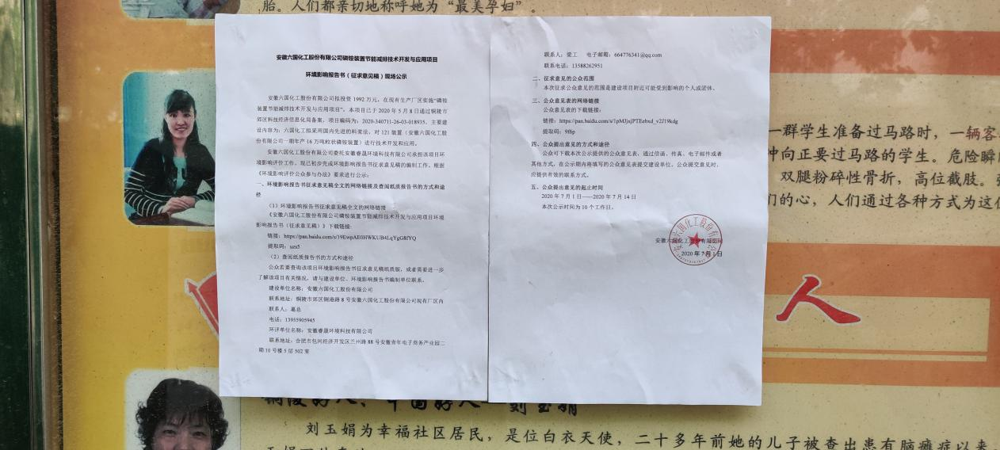 胎。人们都亲切地称呼她为“最美孕妇”。
安徽六国化工股份有限公司磷铵装置节能减排技术开发与应用项目
环境影响报告书（征求意见稿）现场公示
安徽六国化工股份有限公司拟投资 1992 万元，在现有生产厂区实施“磷铵
装置节能减排技术开发与应用项目”。本项目已于 2020 年 5 月 8 日通过铜陵市
郊区科技经济信息化局备案，项目编码为：2020-340711-26-03-018935。主要建
设内容为：六国化工拟采用国内先进的料浆法，对 121 装置（安徽六国化工股
份有限公司一期年产 16 万吨粒状磷铵装置）进行技术开发和应用。
安徽六国化工股份有限公司委托安徽睿晟环境科技有限公司承担该项目环
境影响评价工作，现已初步完成环境影响报告书征求意见稿的编制工作。根据
《环境影响评价公众参与办法》要求进行公示：
一、环境影响报告书征求意见稿全文的网络链接及查阅纸质报告书的方式和途
径
（1）环境影响报告书征求意见稿全文的网络链接
《安徽六国化工股份有限公司磷铵装置节能减排技术开发与应用项目环境
影响报告书（征求意见稿）》下载链接：
链接：https://pan.baidu.com/s/19EwpAE0HWKUB4LqYgG8fYQ
提取码：uzs5
（2）查阅纸质报告书的方式和途径
公众若要查询该项目环境影响报告书征求意见稿纸质版，或者需要进一步
了解该项目有关情况，请与建设单位、环境影响报告书编制单位联系。
建设单位名称：安徽六国化工股份有限公司
联系地址：铜陵市郊区铜港路 8 号安徽六国化工股份有限公司现有厂区内
联系人：葛总
电话：13955905945
环评单位名称：安徽睿晟环境科技有限公司
联系地址：合肥市包河经济开发区兰州路 88 号安徽青年电子商务产业园二
期 10 号楼 5 层 502 室
联系人：梁工 电子邮箱：664776341@qq.com
联系电话：13588262951
二、征求意见的公众范围
本次征求公众意见的范围是建设项目附近可能受到影响的个人或团体。
三、公众意见表的网络链接
公众意见表的下载链接：
链接：https://pan.baidu.com/s/1pMJjxjPTEzbxd_v2J19kdg
提取码：9f6p
四、公众提出意见的方式和途径
公众可下载本次公示提供的公众意见表，通过信函、传真、电子邮件或者
其他方式，在公示期内将填写的公众意见表提交建设单位。公众提交意见时，
应提供有效的联系方式。
五、公众提出意见的起止时间
2020 年 7 月 1 日——2020 年 7 月 14 日
本次公示时间为 10 个工作日。
安徽六国化工股份有限公司
2020 年 7 月 1 日
一群学生准备过马路时，一辆客
冲向正要过马路的学生。危险瞬
双腿粉碎性骨折，高位截肢。
们的心，人们通过各种方式为这
人
刘玉娟为幸福社区居民，是位白衣天使，二十多年前她的儿子被查出患有脑瘫症以来，